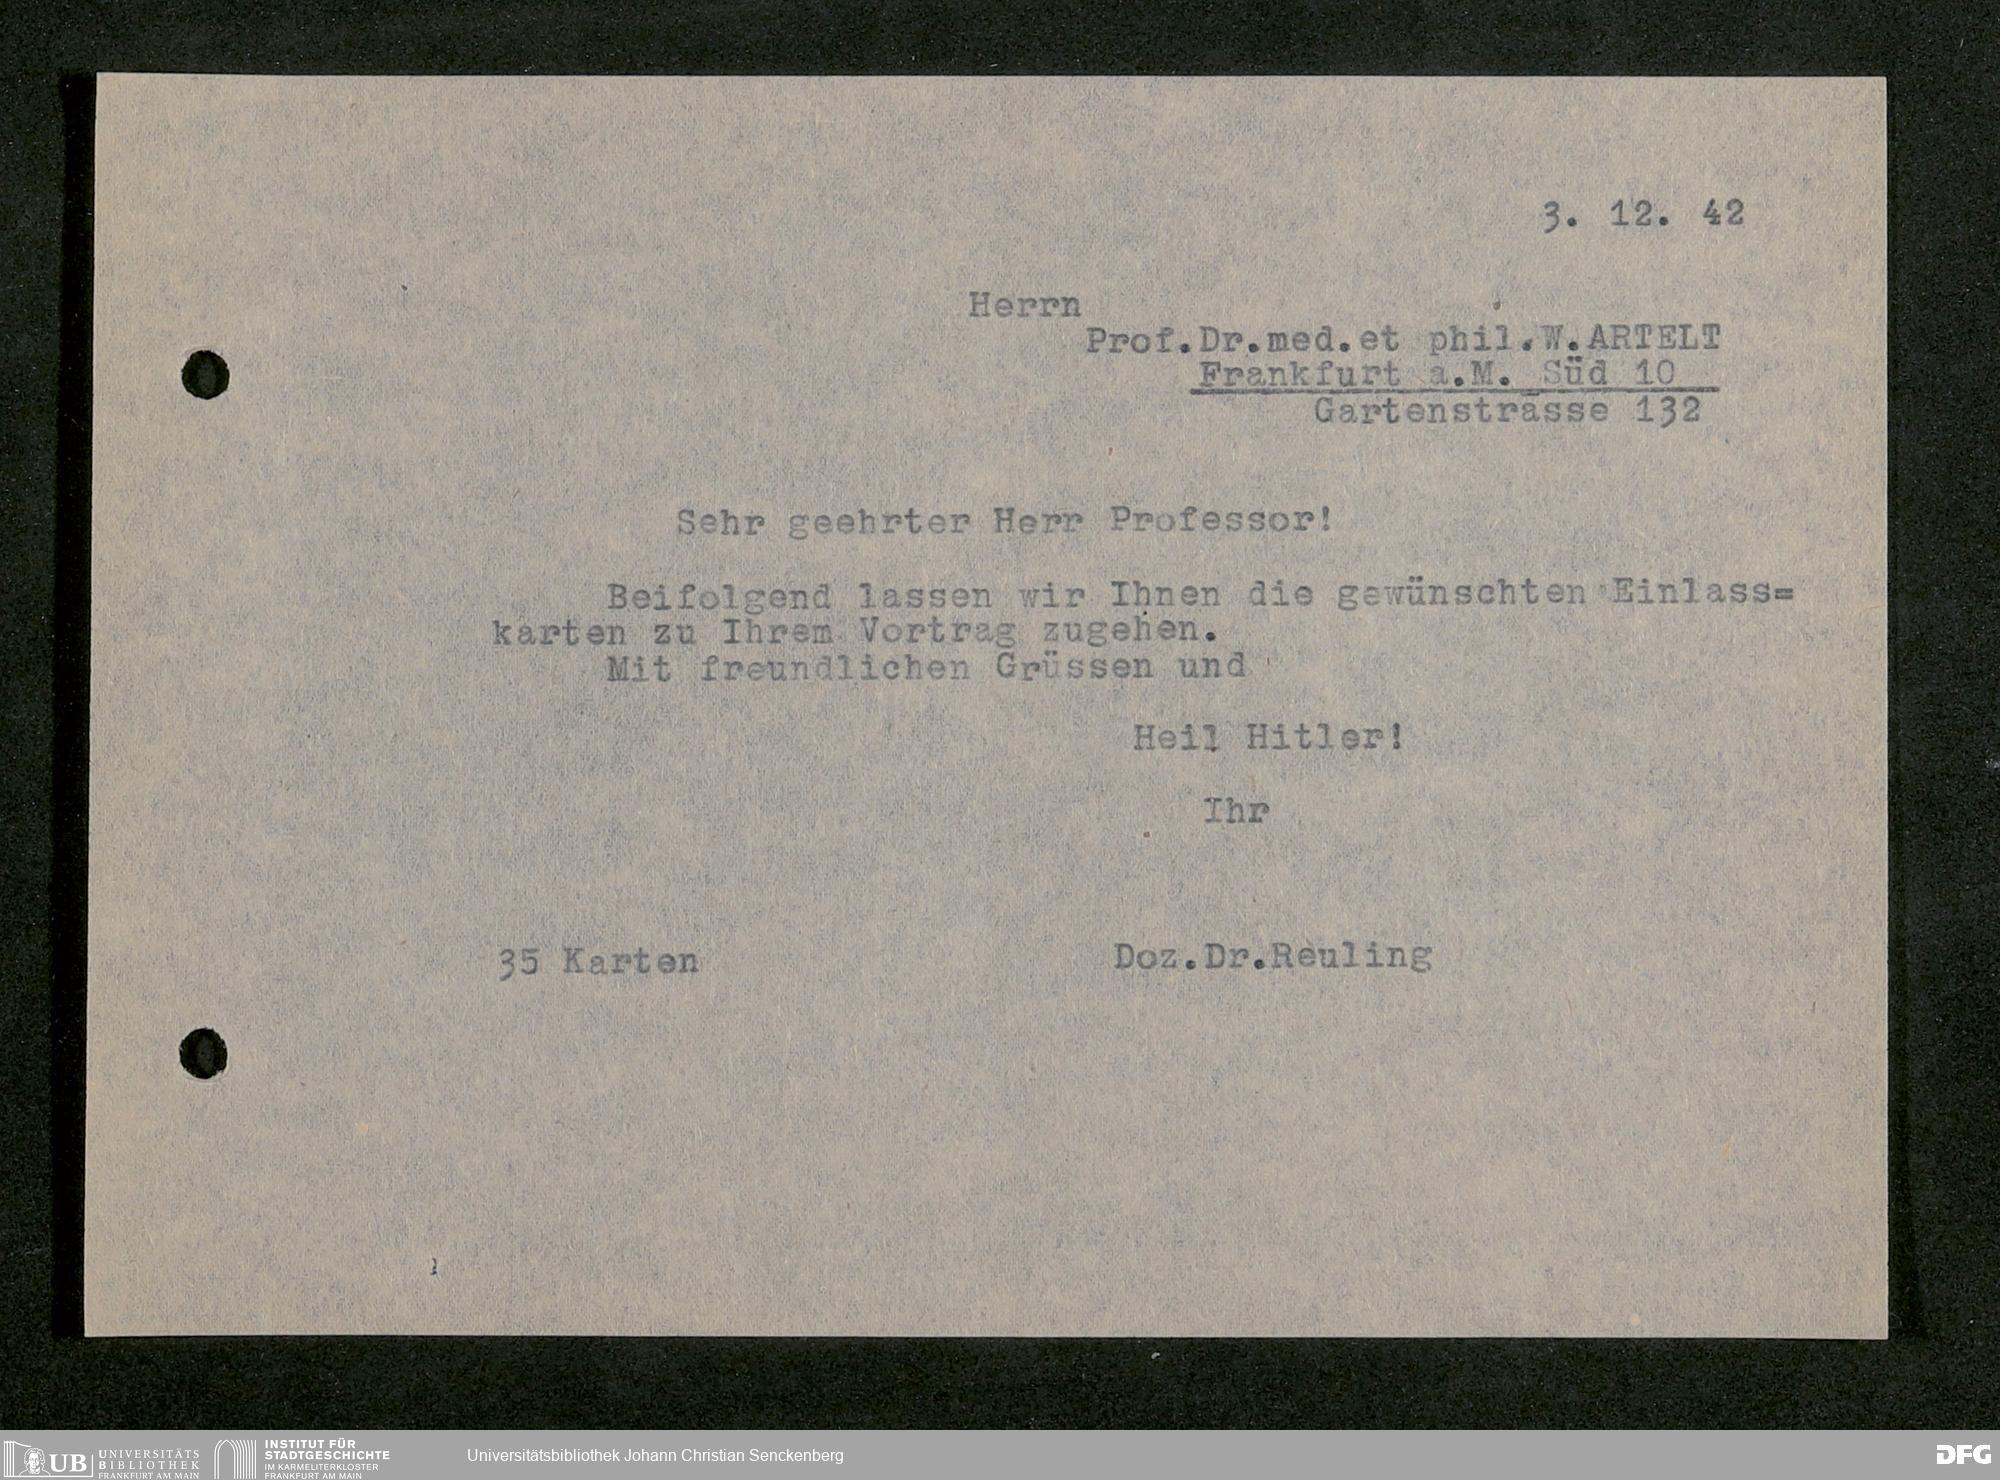 3. 12. 42
Herrn
Prof.Dr.med.et phil.W.ARTELT
Frankfurt a.M. Süd 10
Gartenstrasse 132
Sehr geehrter Herr Professor!
Beifolgend lassen wir Ihnen die gewünschten Einlass=
karten zu Ihrem Vortrag zugehen.
Mit freundlichen Grüssen und
Heil Hitler!
Ihr
35 Karten Doz.Dr.Reuling
UB UNIVERSITÄTS
BIBLIOTHEK
FRANKFURT AM MAIN
INSTITUT FÜR
STADTGESCHICHTE
IM KARMELITERKLOSTER
FRANKFURT AM MAIN
Universitätsbibliothek Johann Christian Senckenberg
DFG